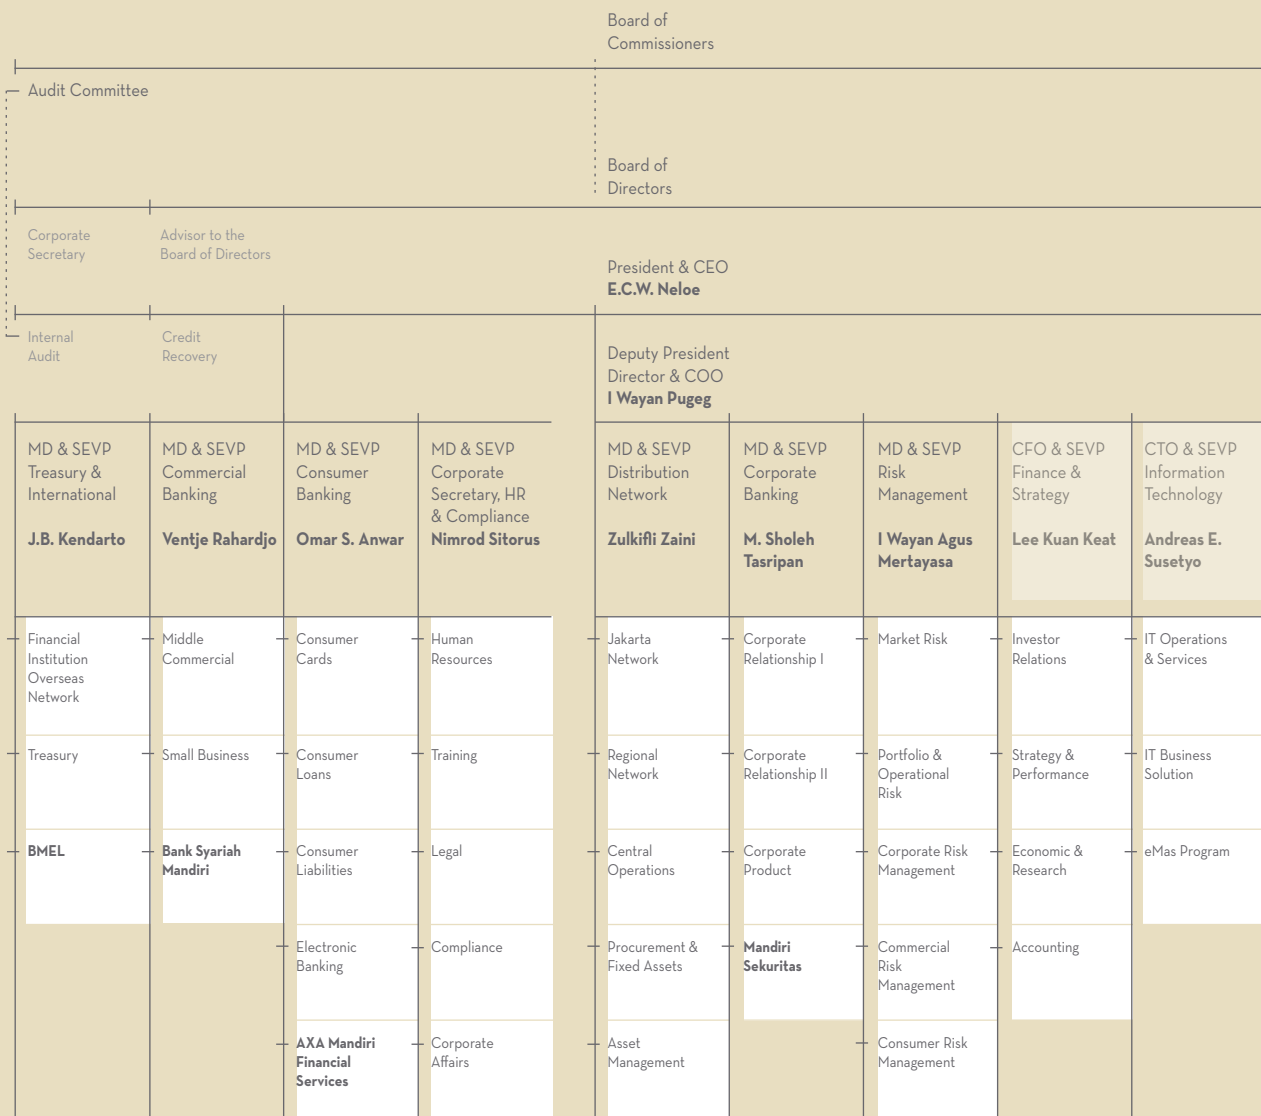 Board of
Commissioners
Audit Committee
Board of
Directors
Corporate
Secretary
Advisor to the
Board of Directors
President & CEO
E.C.W. Neloe
Internal
Audit
Credit
Recovery
Deputy President
Director & COO
I Wayan Pugeg
MD & SEVP
Treasury &
International
J.B. Kendarto
MD & SEVP
Commercial
Banking
Ventje Rahardjo
MD & SEVP
Consumer
Banking
Omar S. Anwar
MD & SEVP
Corporate
Secretary, HR
& Compliance
Nimrod Sitorus
MD & SEVP
Distribution
Network
Zulkifli Zaini
MD & SEVP
Corporate
Banking
M. Sholeh
Tasripan
MD & SEVP
Risk
Management
I Wayan Agus
Mertayasa
CFO & SEVP
Finance &
Strategy
Lee Kuan Keat
CTO & SEVP
Information
Technology
Andreas E.
Susetyo
Financial
Institution
Overseas
Network
Treasury
BMEL
Middle
Commercial
Small Business
Bank Syariah
Mandiri
Consumer
Cards
Consumer
Loans
Consumer
Liabilities
Electronic
Banking
AXA Mandiri
Financial
Services
Human
Resources
Training
Legal
Compliance
Corporate
Affairs
Jakarta
Network
Regional
Network
Central
Operations
Procurement &
Fixed Assets
Asset
Management
Corporate
Relationship I
Corporate
Relationship II
Corporate
Product
Mandiri
Sekuritas
Market Risk
Portfolio &
Operational
Risk
Corporate Risk
Management
Commercial
Risk
Management
Consumer Risk
Management
Investor
Relations
Strategy &
Performance
Economic &
Research
Accounting
IT Operations
& Services
IT Business
Solution
eMas Program